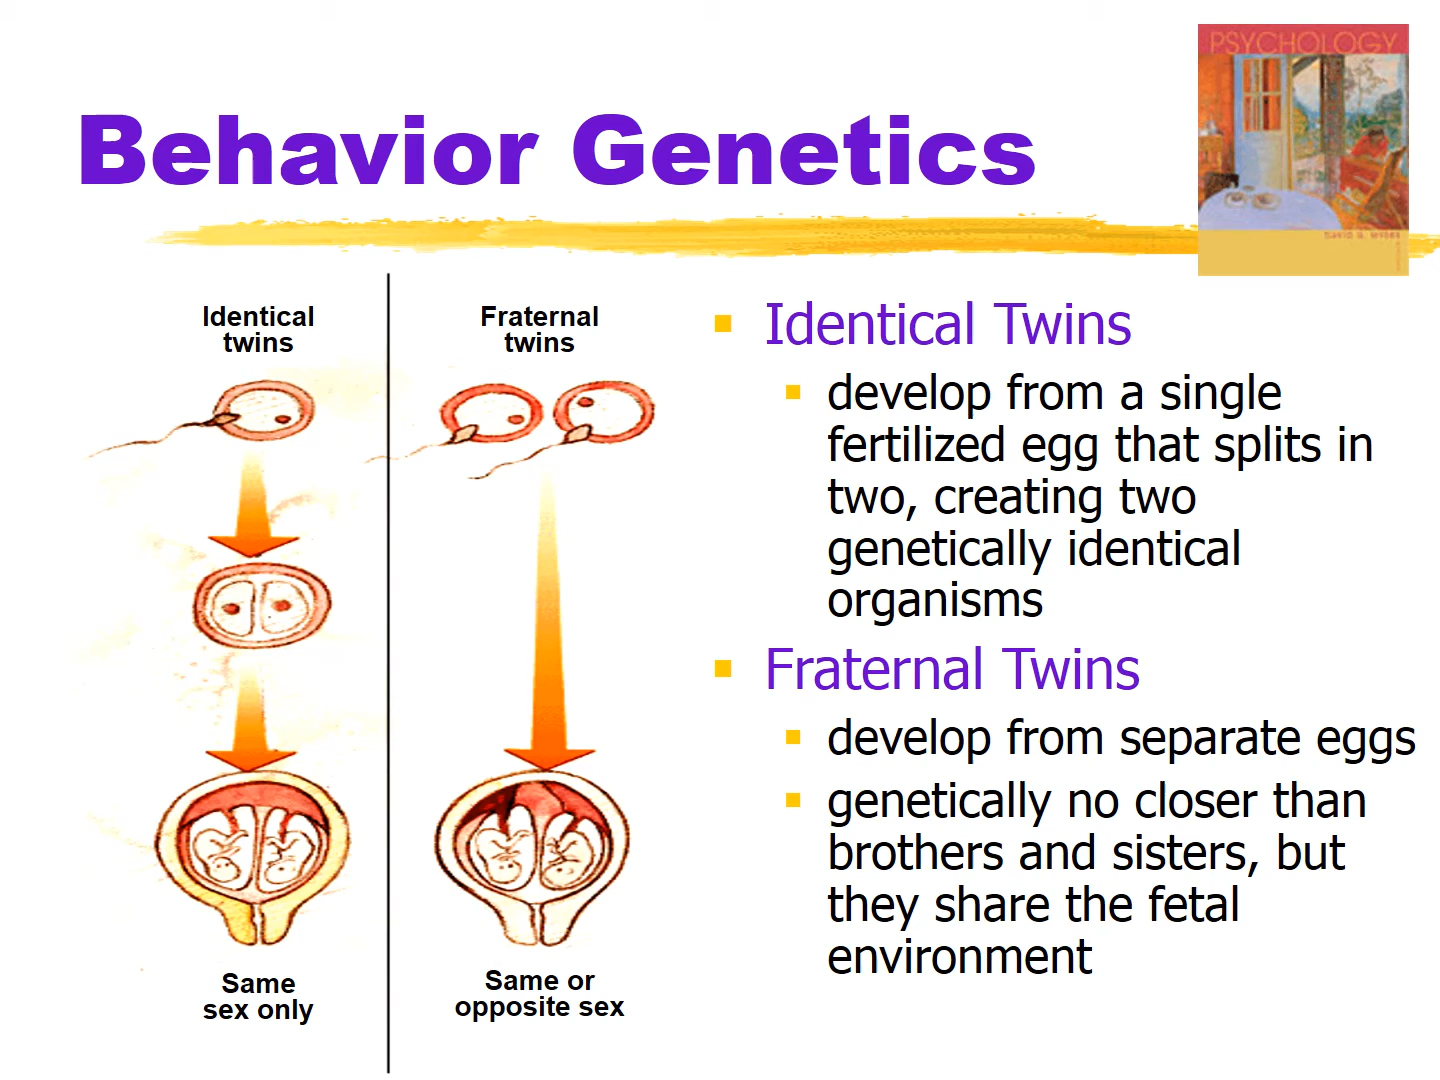 PSYCHOLOGY
Behavior Genetics
DAVID G. MYERS
Identical
twins
Fraternal
twins
Same
sex only
Same or
opposite sex
Identical Twins
develop from a single
fertilized egg that splits in
two, creating two
genetically identical
organisms
Fraternal Twins
develop from separate eggs
genetically no closer than
brothers and sisters, but
they share the fetal
environment